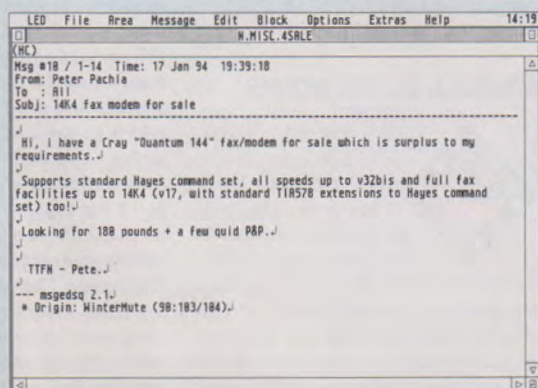 LED File Area Message Edit Block Options Extras Help 14:19
N.MISC.4SALE
(HC)
Msg #18 / 1-14 Time: 17 Jan 94 19:39:18
From: Peter Pachla
To : All
Subj: 14K4 fax modem for sale
Hi, I have a Cray "Quantum 144" fax/modem for sale which is surplus to my
requirements.
Supports standard Hayes command set, all speeds up to v32bis and full fax
facilities up to 14K4 (v17, with standard TIA578 extensions to Hayes command
set) too!
Looking for 180 pounds + a few quid P&P.
TTFN - Pete.
--- msgedsq 2.1
* Origin: WinterMute (90:103/104)